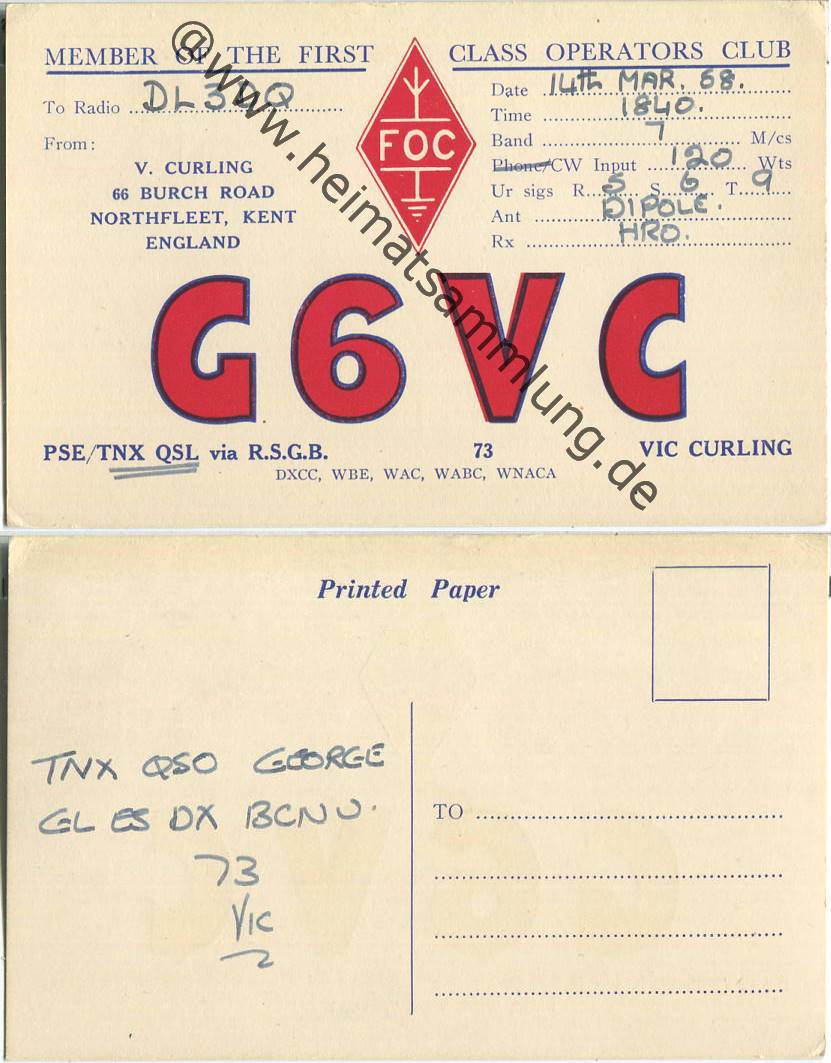 MEMBER OF THE FIRST CLASS OPERATORS CLUB
To Radio
From:
V. CURLING
66 BURCH ROAD
NORTHFLEET, KENT
ENGLAND
FOC
Date 14th MAR. 68.
Time 1840.
Band 7 M/cs
Phone/CW Input 120 Wts
Ur sigs R 5 S 6 T 9
Ant DIPOLE.
Rx HRO.
G6VC
PSE/TNX QSL via R.S.G.B. 73 VIC CURLING
DXCC, WBE, WAC, WABC, WNACA
@www.heimatsammlung.de
Printed Paper
TNX QSO GEORGE
GL ES DX BCNU.
73
VIC
TO